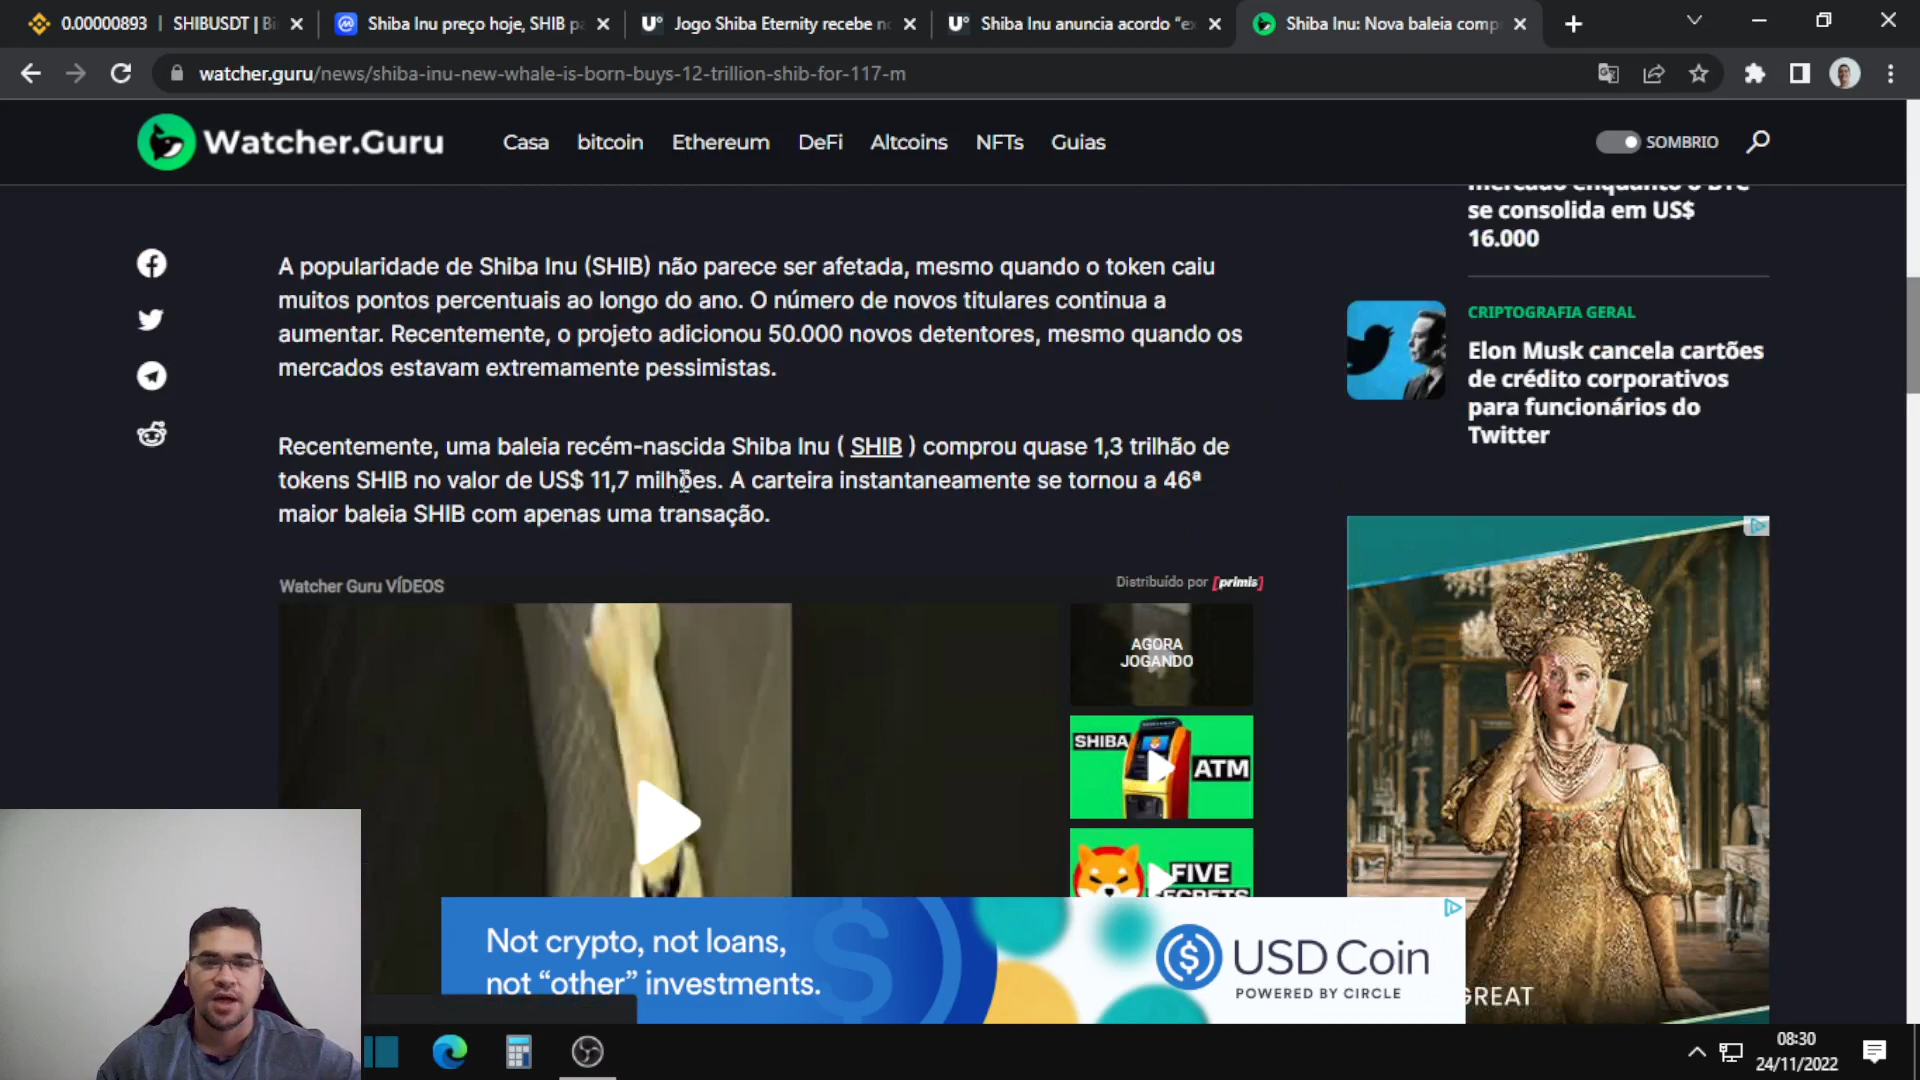 0.00000893 | SHIBUSDT | Bi
Shiba Inu preço hoje, SHIB pa
Jogo Shiba Eternity recebe no
Shiba Inu anuncia acordo “ex
Shiba Inu: Nova baleia comp
watcher.guru/news/shiba-inu-new-whale-is-born-buys-12-trillion-shib-for-117-m
Watcher.Guru
Casa
bitcoin
Ethereum
DeFi
Altcoins
NFTs
Guias
SOMBRIO
mercado enquanto o BTC
se consolida em US$
16.000
A popularidade de Shiba Inu (SHIB) não parece ser afetada, mesmo quando o token caiu
muitos pontos percentuais ao longo do ano. O número de novos titulares continua a
aumentar. Recentemente, o projeto adicionou 50.000 novos detentores, mesmo quando os
mercados estavam extremamente pessimistas.
CRIPTOGRAFIA GERAL
Elon Musk cancela cartões
de crédito corporativos
para funcionários do
Twitter
Recentemente, uma baleia recém-nascida Shiba Inu ( SHIB ) comprou quase 1,3 trilhão de
tokens SHIB no valor de US$ 11,7 milhões. A carteira instantaneamente se tornou a 46ª
maior baleia SHIB com apenas uma transação.
Watcher Guru VÍDEOS
Distribuído por [primis]
AGORA
JOGANDO
SHIBA
ATM
FIVE
SECRETS
Not crypto, not loans,
not “other” investments.
USD Coin
POWERED BY CIRCLE
GREAT
08:30
24/11/2022